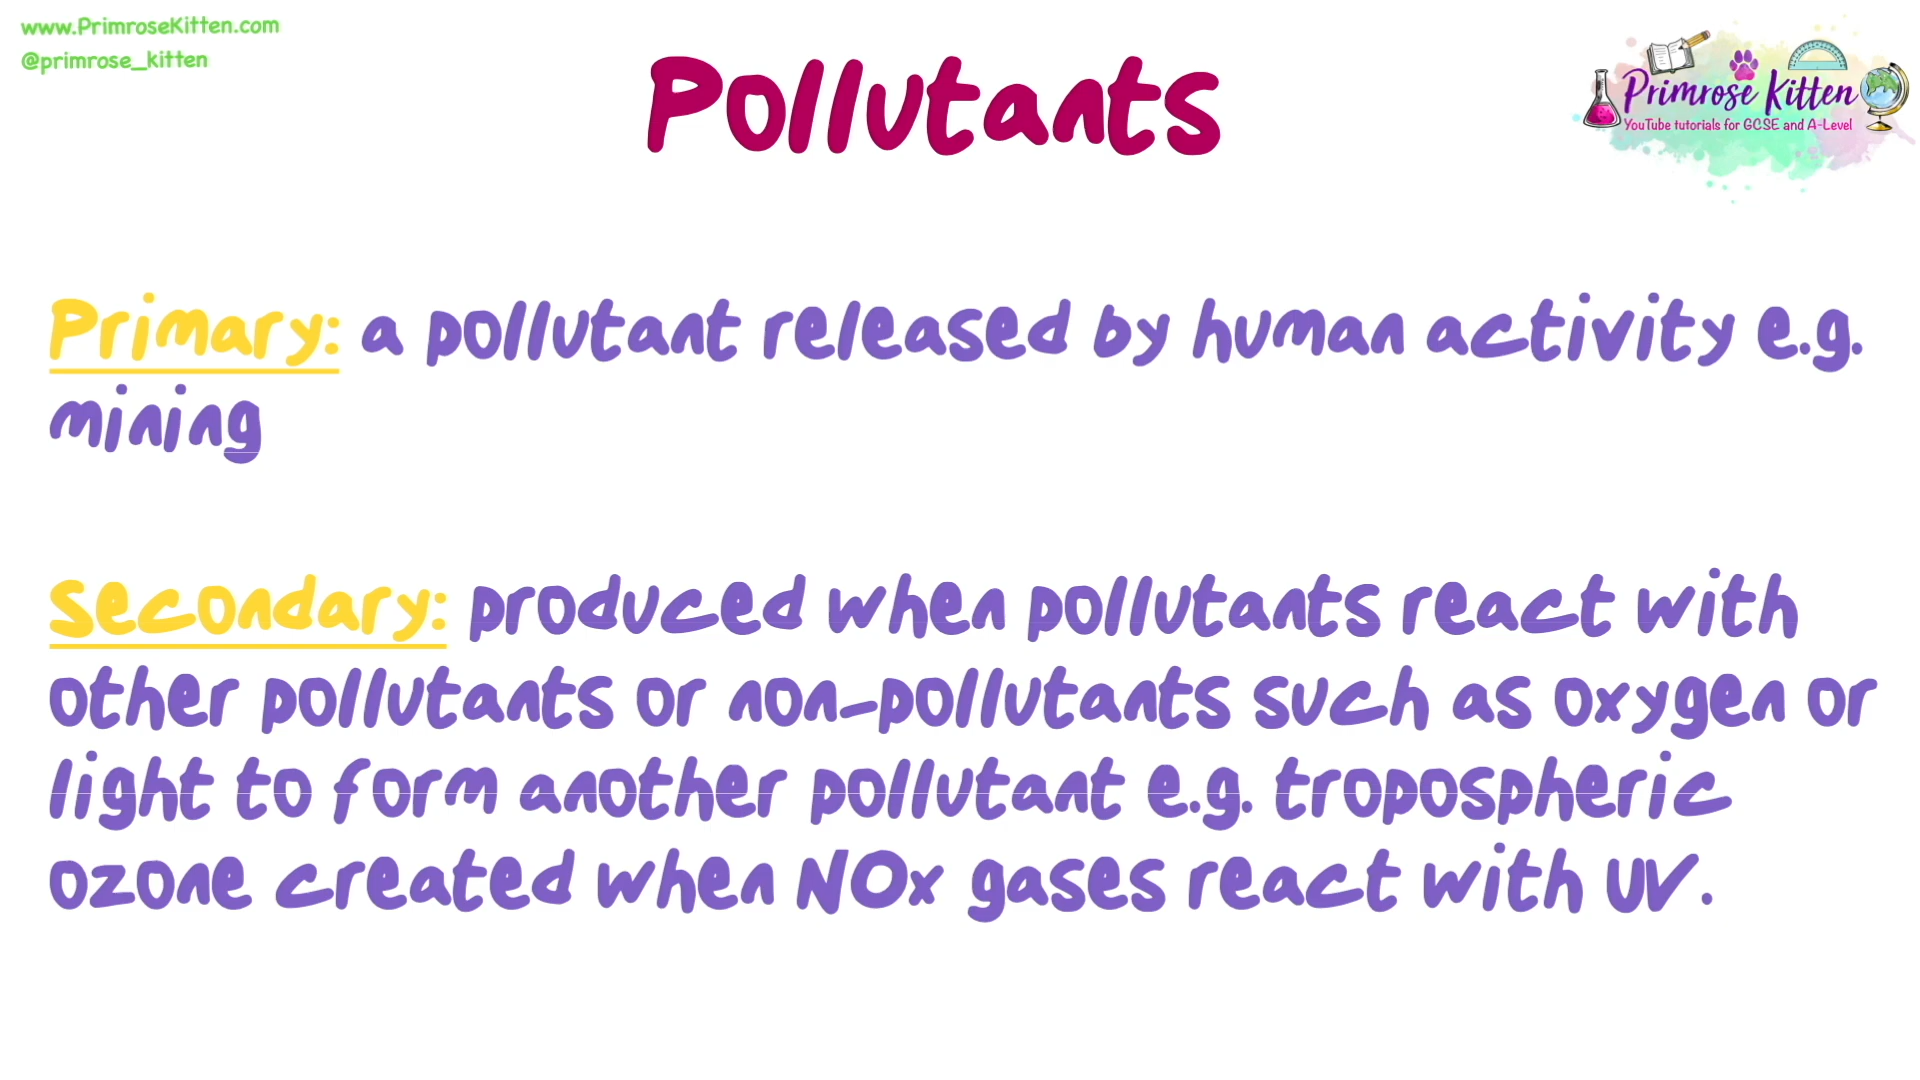 www.PrimroseKitten.com
@primrose_kitten
Pollutants
Primrose Kitten
YouTube tutorials for GCSE and A-Level
Primary: a pollutant released by human activity e.g.
mining
Secondary: produced when pollutants react with
other pollutants or non-pollutants such as oxygen or
light to form another pollutant e.g. tropospheric
ozone created when NOx gases react with UV.